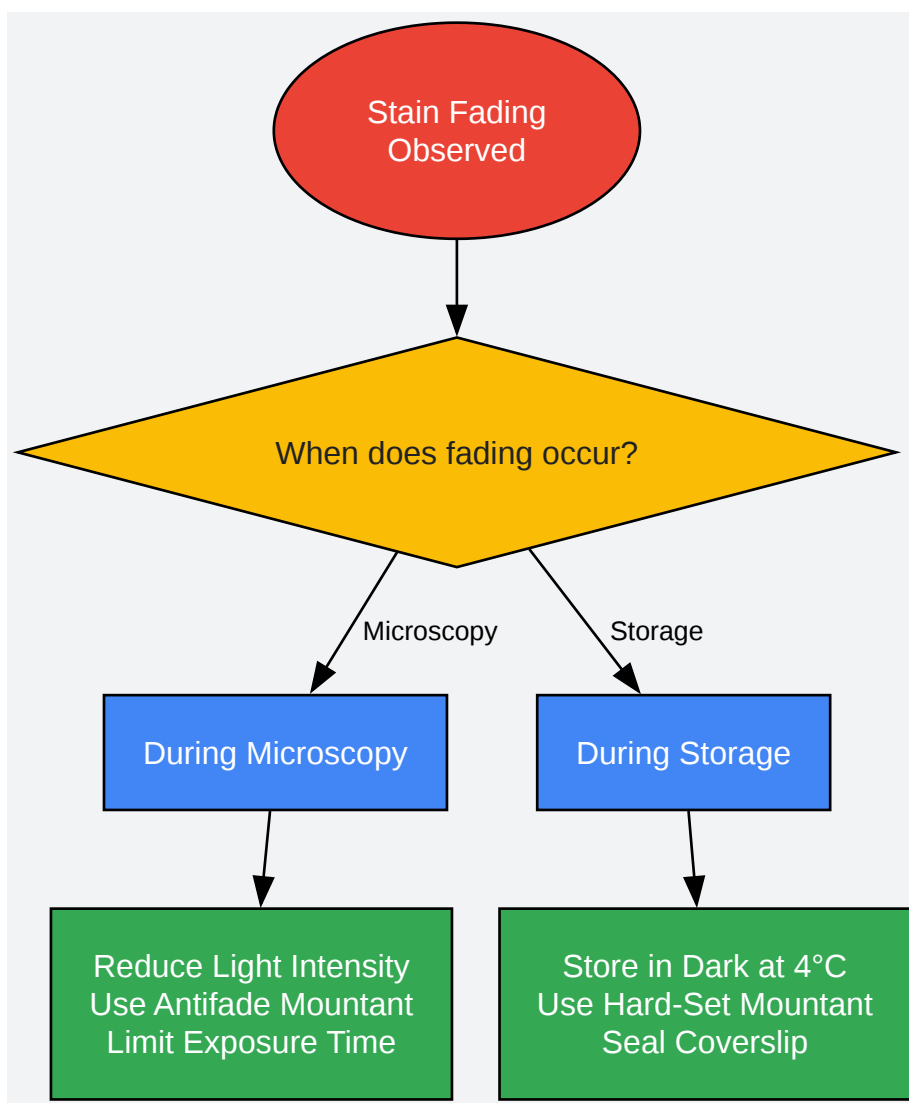 Stain Fading
Observed
When does fading occur?
Microscopy
Storage
During Microscopy
During Storage
Reduce Light Intensity
Use Antifade Mountant
Limit Exposure Time
Store in Dark at 4°C
Use Hard-Set Mountant
Seal Coverslip